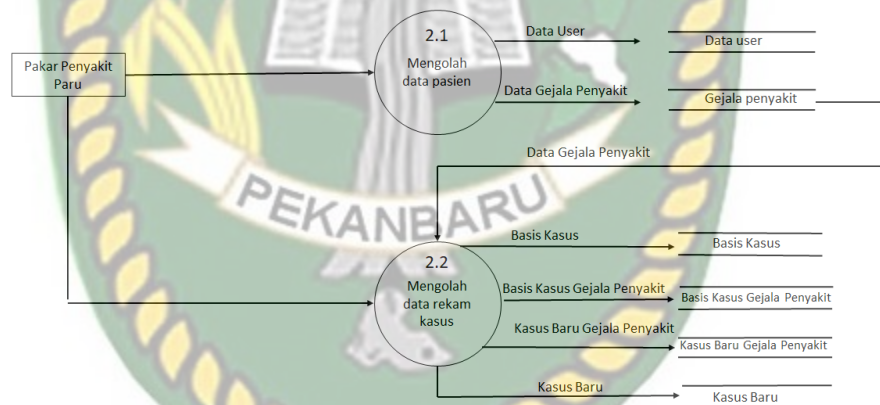 2.1
Data User
Data user
Pakar Penyakit
Paru
Mengolah
data pasien
Data Gejala Penyakit
Gejala penyakit
Data Gejala Penyakit
PEKANBARU
2.2
Mengolah
data rekam
kasus
Basis Kasus
Basis Kasus
Basis Kasus Gejala Penyakit
Basis Kasus Gejala Penyakit
Kasus Baru Gejala Penyakit
Kasus Baru Gejala Penyakit
Kasus Baru
Kasus Baru